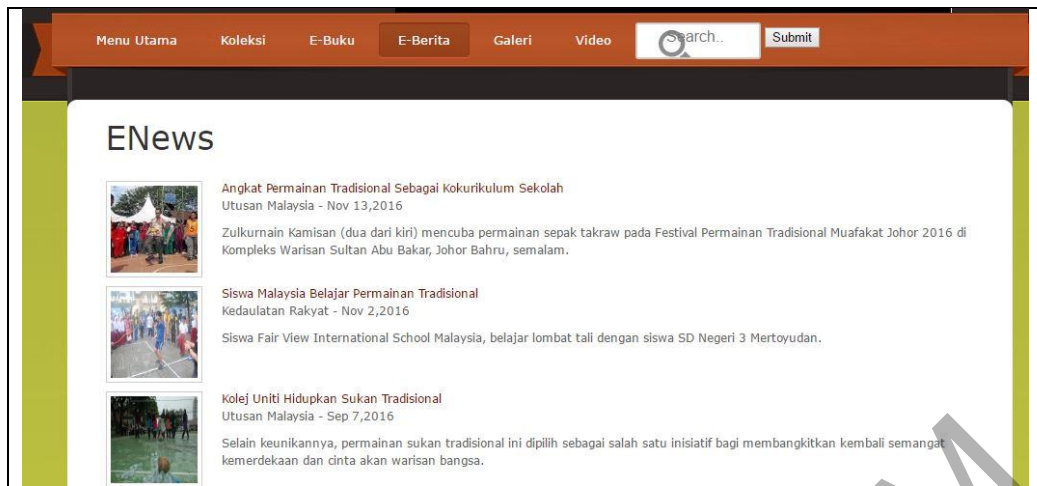 Menu Utama Koleksi E-Buku E-Berita Galeri Video Search.. Submit
ENews
Angkat Permainan Tradisional Sebagai Kokurikulum Sekolah
Utusan Malaysia - Nov 13,2016
Zulkurnain Kamisan (dua dari kiri) mencuba permainan sepak takraw pada Festival Permainan Tradisional Muafakat Johor 2016 di
Kompleks Warisan Sultan Abu Bakar, Johor Bahru, semalam.
Siswa Malaysia Belajar Permainan Tradisional
Kedaulatan Rakyat - Nov 2,2016
Siswa Fair View International School Malaysia, belajar lombat tali dengan siswa SD Negeri 3 Mertoyudan.
Kolej Uniti Hidupkan Sukan Tradisional
Utusan Malaysia - Sep 7,2016
Selain keunikannya, permainan sukan tradisional ini dipilih sebagai salah satu inisiatif bagi membangkitkan kembali semangat
kemerdekaan dan cinta akan warisan bangsa.